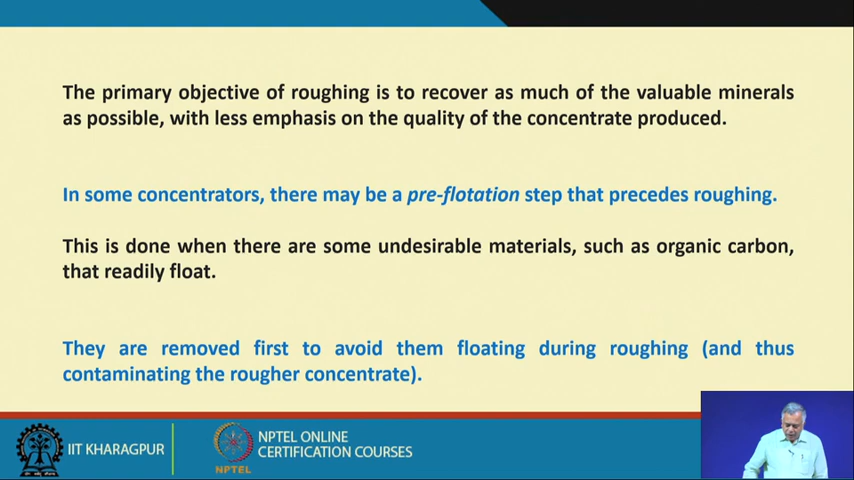 The primary objective of roughing is to recover as much of the valuable minerals
as possible, with less emphasis on the quality of the concentrate produced.
In some concentrators, there may be a pre-flotation step that precedes roughing.
This is done when there are some undesirable materials, such as organic carbon,
that readily float.
They are removed first to avoid them floating during roughing (and thus
contaminating the rougher concentrate).
IIT KHARAGPUR
NPTEL
NPTEL ONLINE
CERTIFICATION COURSES